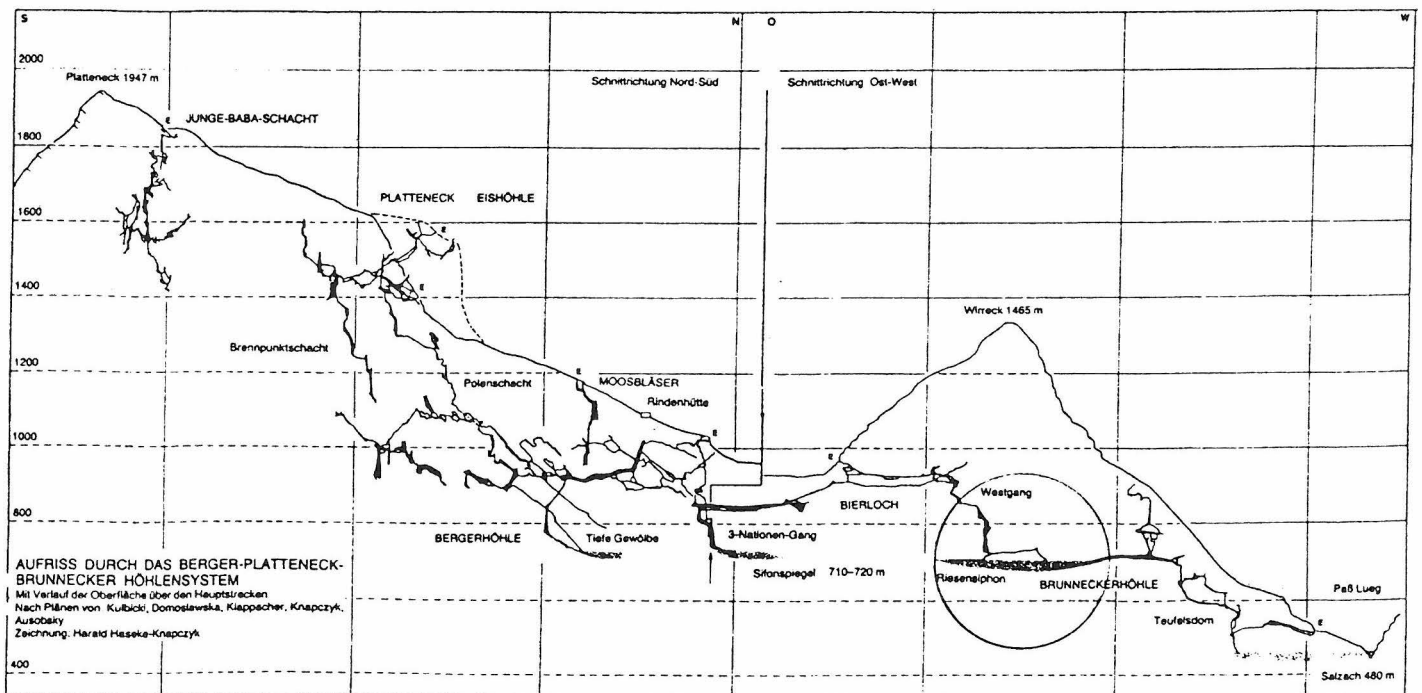 S
N
O
W
2000
Platteneck 1947 m
Schnittrichtung Nord-Süd
Schnittrichtung Ost-West
E
JUNGE-BABA-SCHACHT
1800
PLATTENECK EISHÖHLE
1600
E
1400
E
Wirreck 1465 m
Brennpunktschacht
1200
E
Polenschacht
MOOSBLÄSER
Rindenhütte
E
1000
E
Westgang
BIERLOCH
800
BERGERHÖHLE
Tiefe Gewölbe
3-Nationen-Gang
Sifonspiegel 710-720 m
Riesensiphon
BRUNNECKERHÖHLE
Paß Lueg
Teufelsdom
E
AUFRISS DURCH DAS BERGER-PLATTENECK-
BRUNNECKER HÖHLENSYSTEM
Mit Verlauf der Oberfläche über den Hauptstrecken
Nach Plänen von Kulbicki, Domoslawska, Klappacher, Knapczyk,
Ausobsky
Zeichnung: Harald Haseke-Knapczyk
400
Salzach 480 m